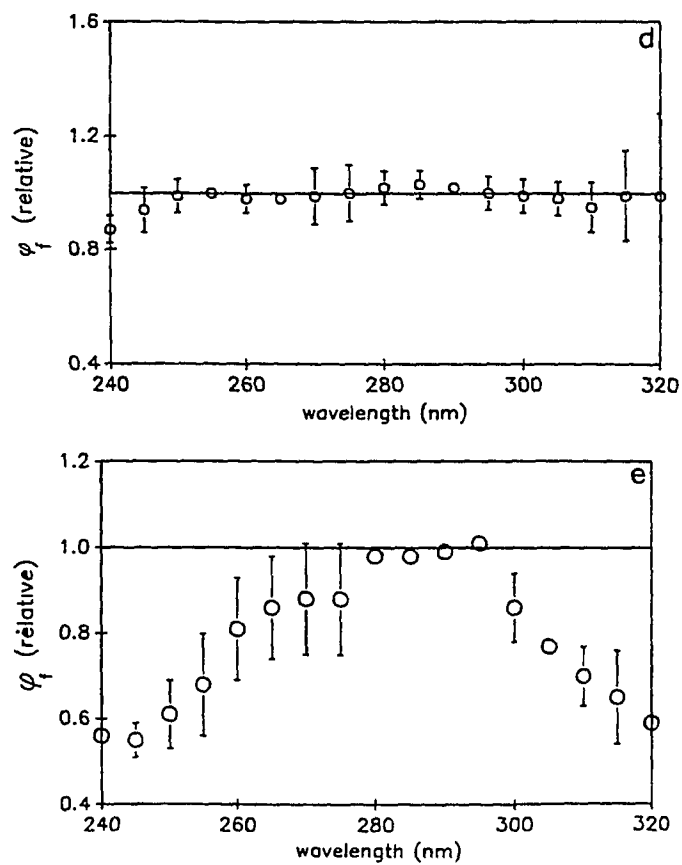 1.6
d
1.2
0.8
0.4
φf (relative)
240 260 280 300 320
wavelength (nm)
1.2
e
1.0
0.8
0.6
0.4
φf (rėlative)
240 260 280 300 320
wavelength (nm)